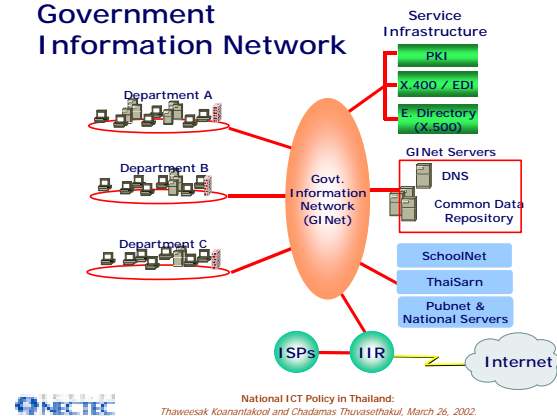 Government
Information Network
Service
Infrastructure
PKI
X.400 / EDI
E. Directory
(X.500)
Department A
Department B
Department C
Govt.
Information
Network
(GINet)
GINet Servers
DNS
Common Data
Repository
SchoolNet
ThaiSarn
Pubnet &
National Servers
ISPs
IIR
Internet
NECTEC
National ICT Policy in Thailand:
Thaweesak Koanantakool and Chadamas Thuvasethakul, March 26, 2002.